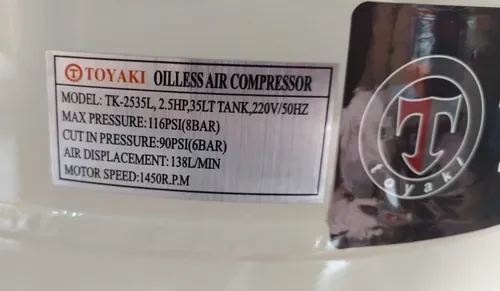 T TOYAKI OILLESS AIR COMPRESSOR
MODEL: TK-2535L, 2.5HP,35LT TANK,220V/50HZ
MAX PRESSURE:116PSI(8BAR)
CUT IN PRESSURE:90PSI(6BAR)
AIR DISPLACEMENT:138L/MIN
MOTOR SPEED:1450R.P.M
T
toyaki